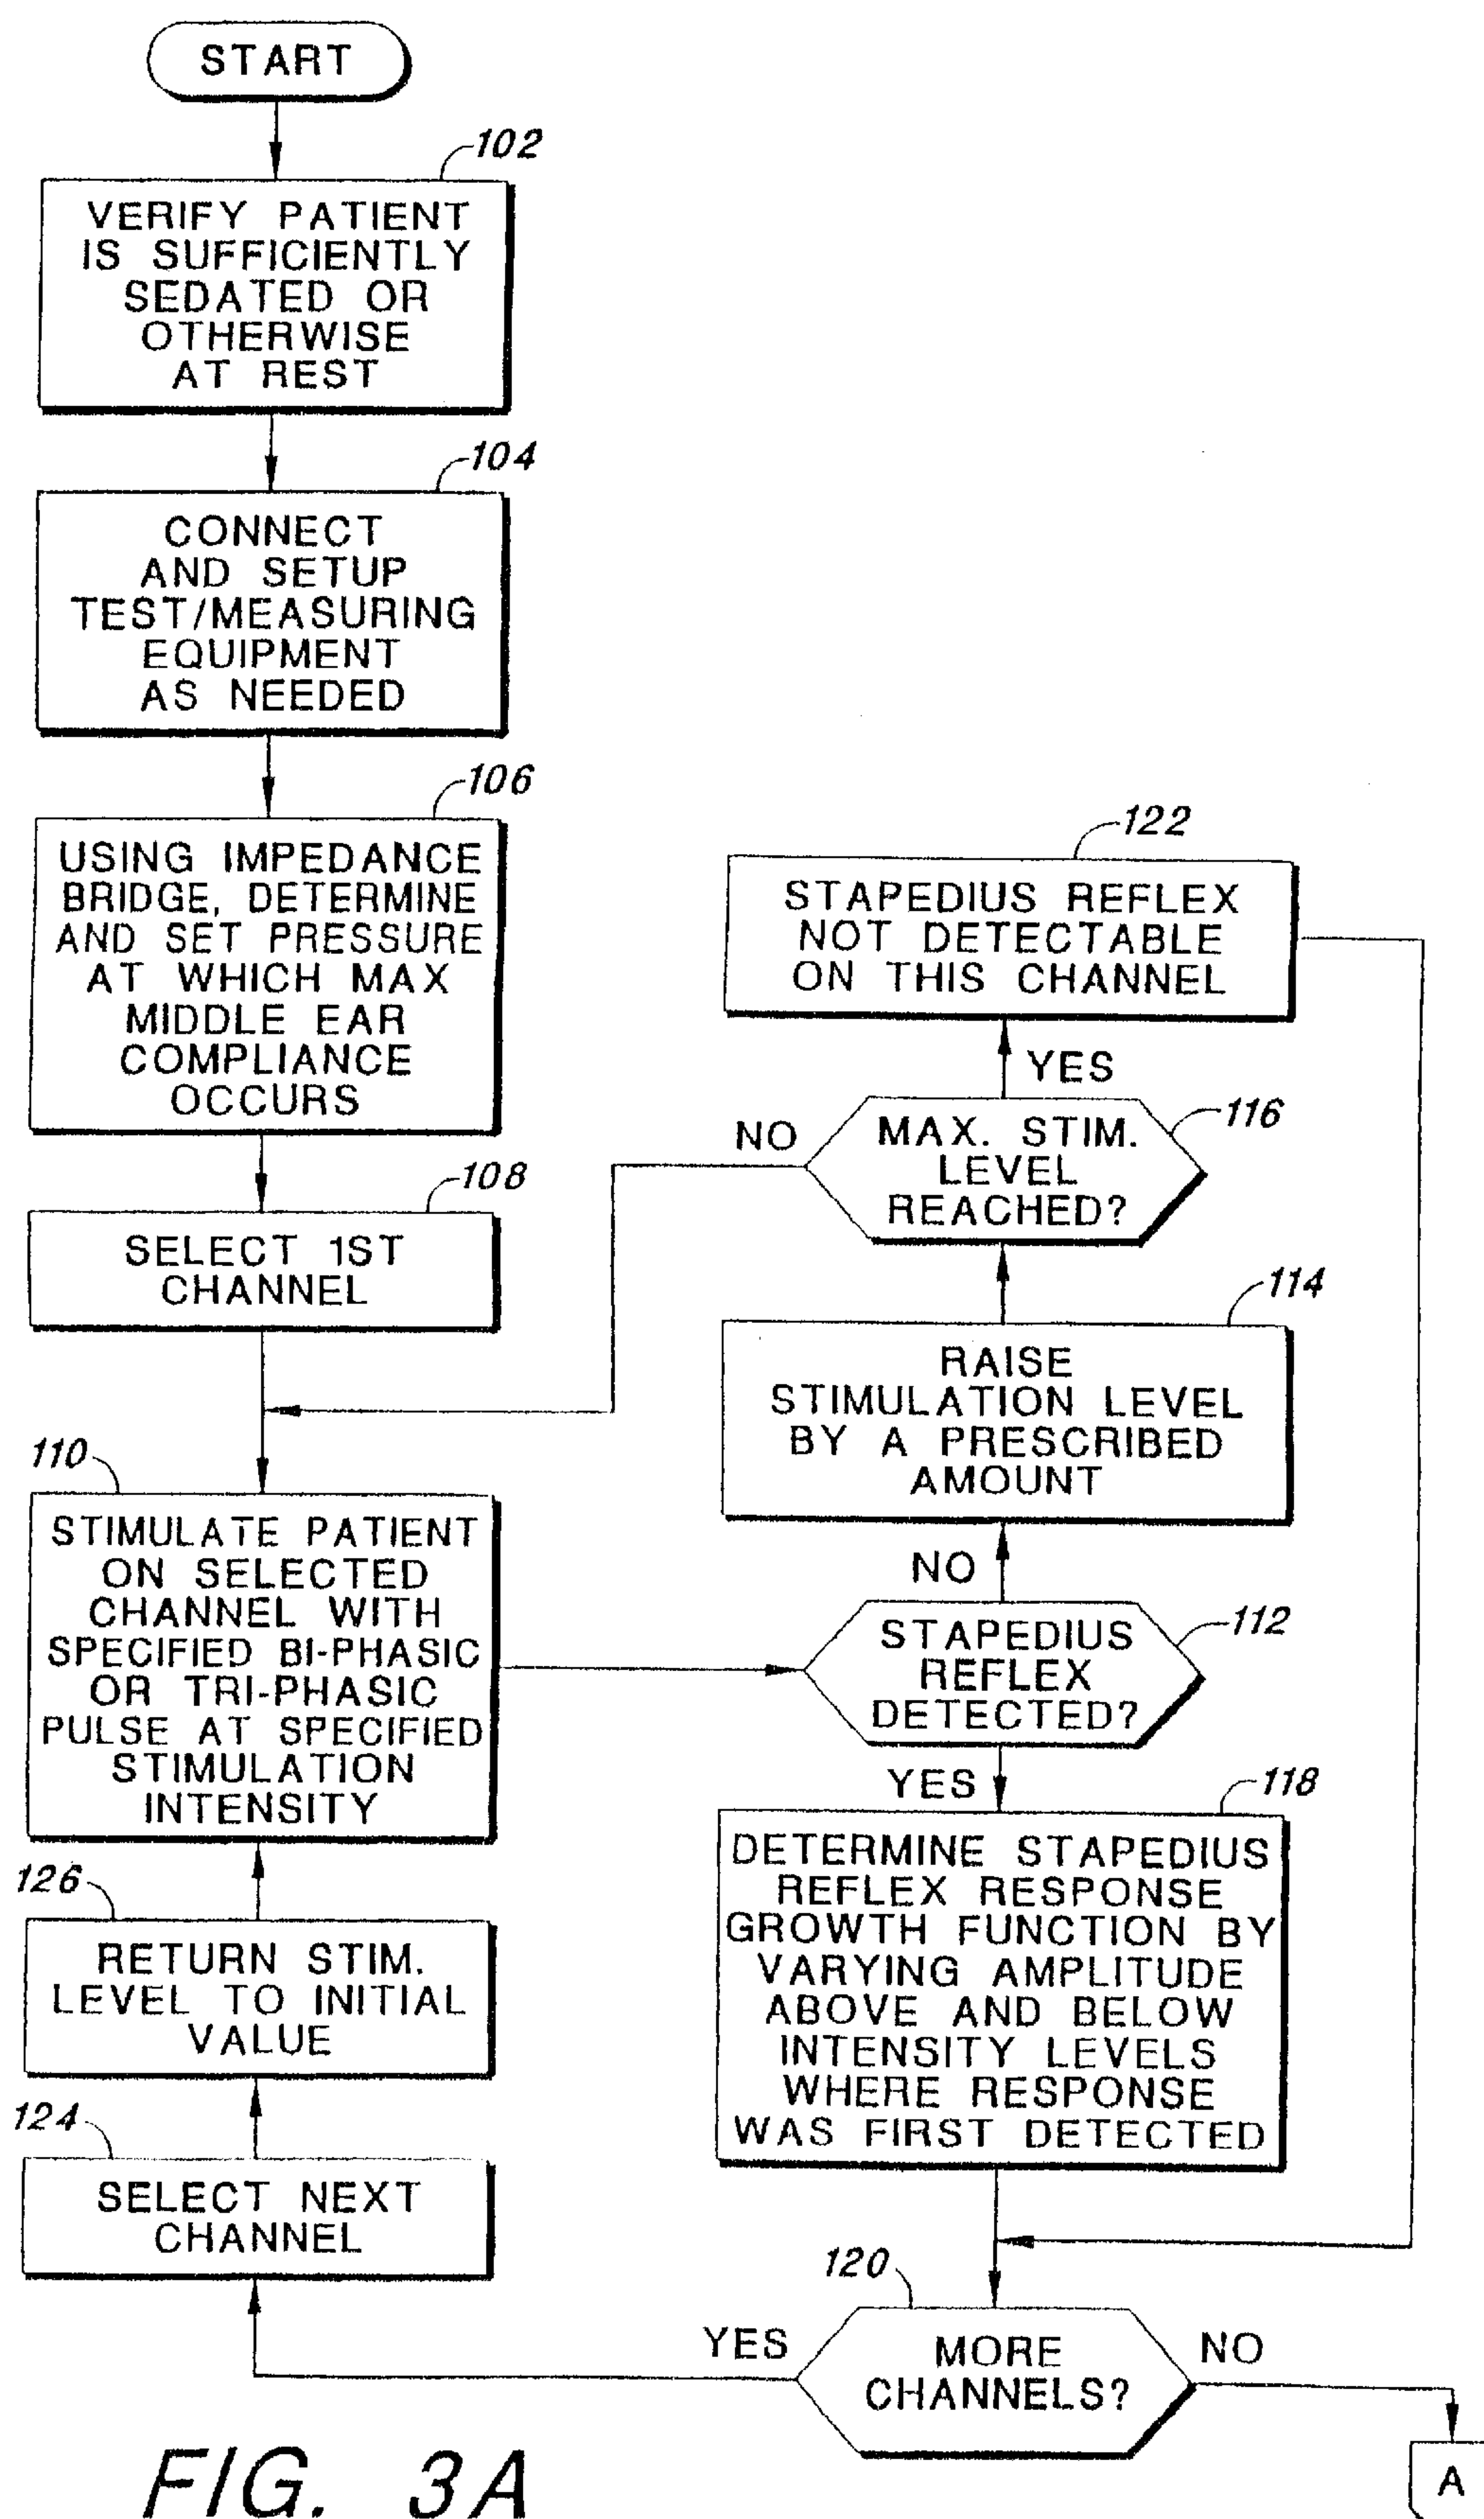 START
102
VERIFY PATIENT
IS SUFFICIENTLY
SEDATED OR
OTHERWISE
AT REST
104
CONNECT
AND SETUP
TEST/MEASURING
EQUIPMENT
AS NEEDED
106
USING IMPEDANCE
BRIDGE, DETERMINE
AND SET PRESSURE
AT WHICH MAX
MIDDLE EAR
COMPLIANCE
OCCURS
108
SELECT 1ST
CHANNEL
110
STIMULATE PATIENT
ON SELECTED
CHANNEL WITH
SPECIFIED BI-PHASIC
OR TRI-PHASIC
PULSE AT SPECIFIED
STIMULATION
INTENSITY
126
RETURN STIM.
LEVEL TO INITIAL
VALUE
124
SELECT NEXT
CHANNEL
122
STAPEDIUS REFLEX
NOT DETECTABLE
ON THIS CHANNEL
YES
116
NO
MAX. STIM.
LEVEL
REACHED?
114
RAISE
STIMULATION LEVEL
BY A PRESCRIBED
AMOUNT
NO
112
STAPEDIUS
REFLEX
DETECTED?
YES
118
DETERMINE STAPEDIUS
REFLEX RESPONSE
GROWTH FUNCTION BY
VARYING AMPLITUDE
ABOVE AND BELOW
INTENSITY LEVELS
WHERE RESPONSE
WAS FIRST DETECTED
120
YES
MORE
CHANNELS?
NO
A
FIG. 3A